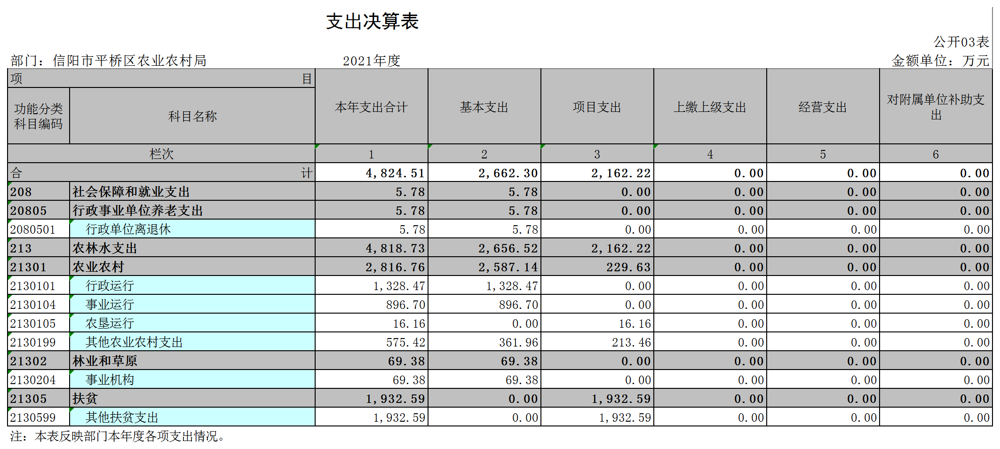 支出决算表
公开03表
部门：信阳市平桥区农业农村局 2021年度 金额单位：万元
项 目 本年支出合计 基本支出 项目支出 上缴上级支出 经营支出 对附属单位补助支出
功能分类科目编码 科目名称
栏次 1 2 3 4 5 6
合 计 4,824.51 2,662.30 2,162.22 0.00 0.00 0.00
208 社会保障和就业支出 5.78 5.78 0.00 0.00 0.00 0.00
20805 行政事业单位养老支出 5.78 5.78 0.00 0.00 0.00 0.00
2080501 行政单位离退休 5.78 5.78 0.00 0.00 0.00 0.00
213 农林水支出 4,818.73 2,656.52 2,162.22 0.00 0.00 0.00
21301 农业农村 2,816.76 2,587.14 229.63 0.00 0.00 0.00
2130101 行政运行 1,328.47 1,328.47 0.00 0.00 0.00 0.00
2130104 事业运行 896.70 896.70 0.00 0.00 0.00 0.00
2130105 农垦运行 16.16 0.00 16.16 0.00 0.00 0.00
2130199 其他农业农村支出 575.42 361.96 213.46 0.00 0.00 0.00
21302 林业和草原 69.38 69.38 0.00 0.00 0.00 0.00
2130204 事业机构 69.38 69.38 0.00 0.00 0.00 0.00
21305 扶贫 1,932.59 0.00 1,932.59 0.00 0.00 0.00
2130599 其他扶贫支出 1,932.59 0.00 1,932.59 0.00 0.00 0.00
注：本表反映部门本年度各项支出情况。